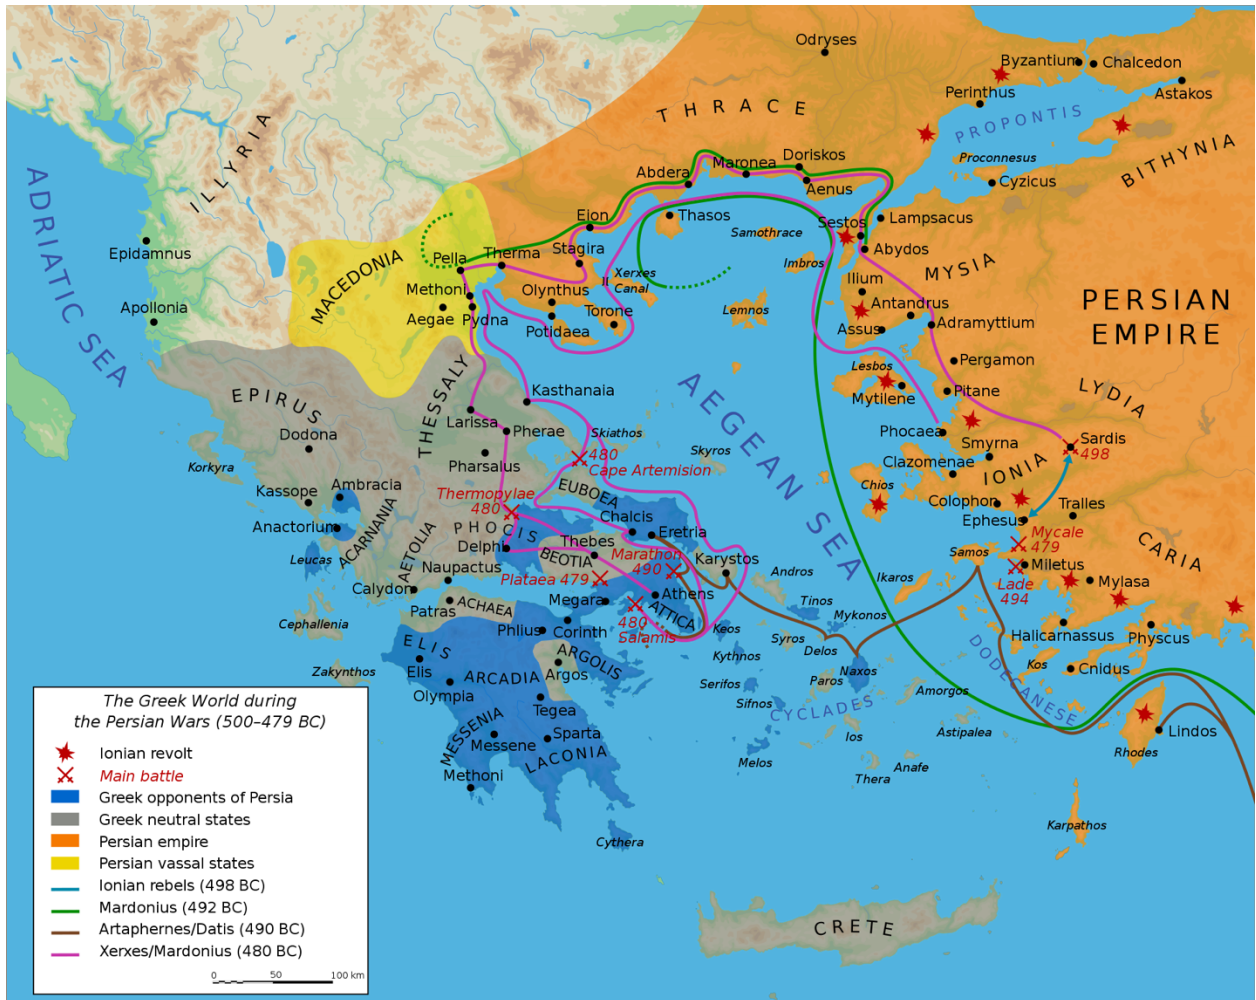 Odryses
Byzantium
Chalcedon
Perinthus
Astakos
THRACE
PROPONTIS
BITHYNIA
Proconnesus
Cyzicus
ILLYRIA
ADRIATIC SEA
Abdera
Maronea
Doriskos
Aenus
Eion
Thasos
Samothrace
Sestos
Lampsacus
Abydos
Epidamnus
Pella
Therma
Stagira
Xerxes
Canal
Imbros
MYSIA
MACEDONIA
Methoni
Olynthus
Illium
Antandrus
PERSIAN
EMPIRE
Apollonia
Aegae
Pydna
Potidaea
Torone
Lemnos
Assus
Adramyttium
THESSALY
Lesbos
Pergamon
EPIRUS
Kasthanaia
AEGEAN SEA
Mytilene
Pitane
LYDIA
Larissa
Pherae
Skiathos
Phocaea
Smyrna
Sardis
498
Dodona
Korkyra
Pharsalus
480
Cape Artemision
Skyros
Clazomenae
IONIA
Kassope
Ambracia
Thermopylae
480
EUBOEA
Chios
Colophon
Tralles
Anactorium
ACARNANIA
AETOLIA
PHOCIS
Chalcis
Eretria
Ephesus
Mycale
479
CARIA
Leucas
Delphi
BEOTIA
Thebes
Marathon
490
Karystos
Samos
Miletus
Calydon
Naupactus
Plataea 479
Andros
Ikaros
Lade
494
Mylasa
Patras
ACHAEA
Megara
Athens
ATTICA
Tinos
Mykonos
Cephallenia
Phlius
Corinth
480
Salamis
Keos
Syros
Delos
Halicarnassus
Physcus
ELIS
Elis
ARGOLIS
Argos
Kythnos
Naxos
DODECANESE
Kos
Cnidus
Zakynthos
Olympia
ARCADIA
Serifos
Paros
Amorgos
Tegea
Sifnos
CYCLADES
MESSENIA
Messene
Sparta
LACONIA
Ios
Astipalea
Rhodes
Lindos
Methoni
Melos
Thera
Anafe
Cythera
Karpathos
CRETE
The Greek World during
the Persian Wars (500–479 BC)
Ionian revolt
Main battle
Greek opponents of Persia
Greek neutral states
Persian empire
Persian vassal states
Ionian rebels (498 BC)
Mardonius (492 BC)
Artaphernes/Datis (490 BC)
Xerxes/Mardonius (480 BC)
0 50 100 km